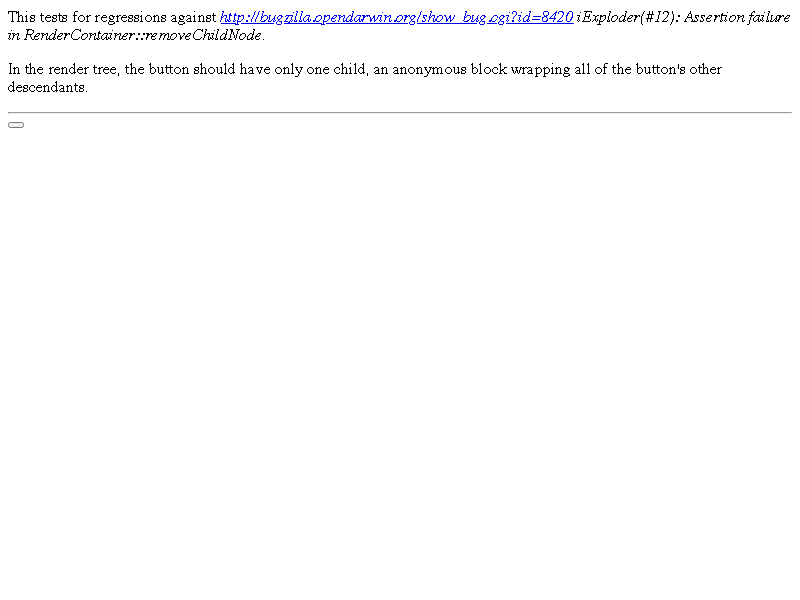 This tests for regressions against http://bugzilla.opendarwin.org/show_bug.cgi?id=8420 iExploder(#12): Assertion failure
in RenderContainer::removeChildNode.
In the render tree, the button should have only one child, an anonymous block wrapping all of the button's other
descendants.